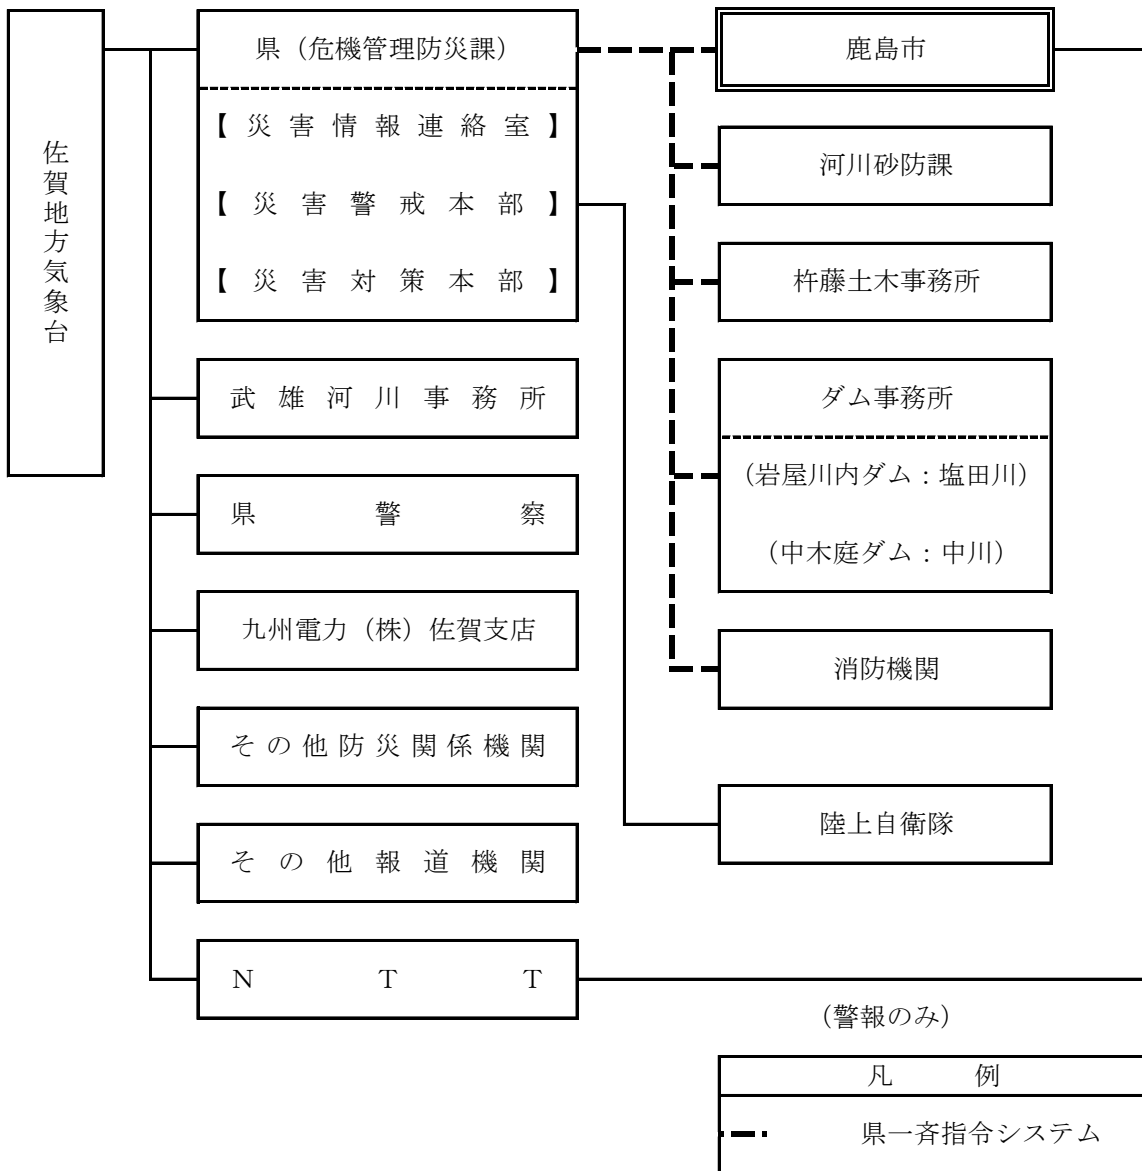 佐賀地方気象台
県（危機管理防災課）
【災害情報連絡室】
【災害警戒本部】
【災害対策本部】
武雄河川事務所
県警察
九州電力（株）佐賀支店
その他防災関係機関
その他報道機関
ＮＴＴ
鹿島市
河川砂防課
杵藤土木事務所
ダム事務所
（岩屋川内ダム：塩田川）
（中木庭ダム：中川）
消防機関
陸上自衛隊
（警報のみ）
凡例
県一斉指令システム